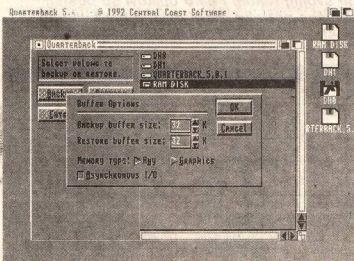 Quarterback 5.
© 1992 Central Coast Software
RAM DISK
Quarterback
Select volume to
backup or restore.
DH0
DH1
QUARTERBACK_5.0.1
RAM DISK
DH1
Back
Buffer Options
OK
Backup buffer size: 32 K
Cancel
Restore buffer size: 32 K
DH0
Memory type: Any Graphics
Asynchronous I/O
RTERBACK_5.